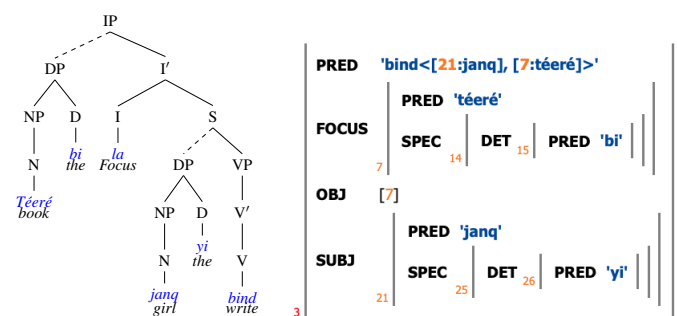 IP
DP I′
NP D I S
N bi the la Focus DP VP
Téeré book NP D V′
N yi the V
janq girl bind write
PRED 'bind<[21:janq], [7:téeré]>'
PRED 'téeré'
FOCUS SPEC DET PRED 'bi'
7 14 15
OBJ [7]
PRED 'janq'
SUBJ SPEC DET PRED 'yi'
21 25 26
3